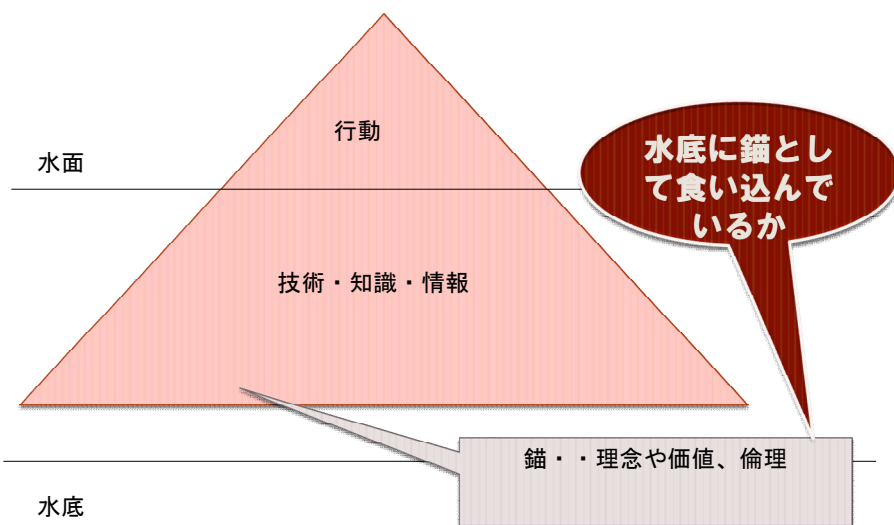 行動
水面
水底に錨とし
て食い込んで
いるか
技術・知識・情報
錨・・理念や価値、倫理
水底